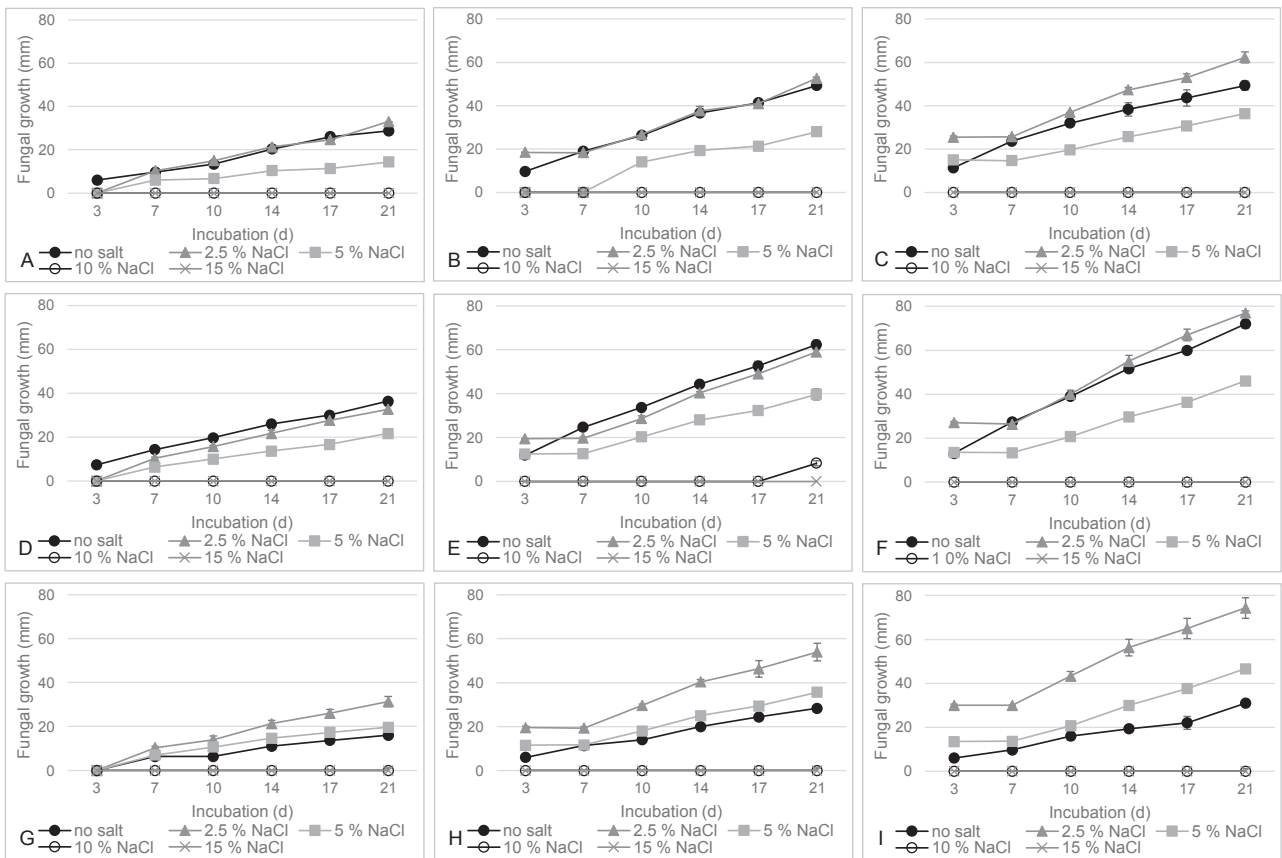 80
60
40
20
0
Fungal growth (mm)
3 7 10 14 17 21
Incubation (d)
A
no salt 2.5 % NaCl 5 % NaCl
10 % NaCl 15 % NaCl
80
60
40
20
0
Fungal growth (mm)
3 7 10 14 17 21
Incubation (d)
B
no salt 2.5 % NaCl 5 % NaCl
10 % NaCl 15 % NaCl
80
60
40
20
0
Fungal growth (mm)
3 7 10 14 17 21
Incubation (d)
C
no salt 2.5 % NaCl 5 % NaCl
10 % NaCl 15 % NaCl
80
60
40
20
0
Fungal growth (mm)
3 7 10 14 17 21
Incubation (d)
D
no salt 2.5 % NaCl 5 % NaCl
10 % NaCl 15 % NaCl
80
60
40
20
0
Fungal growth (mm)
3 7 10 14 17 21
Incubation (d)
E
no salt 2.5 % NaCl 5 % NaCl
10 % NaCl 15 % NaCl
80
60
40
20
0
Fungal growth (mm)
3 7 10 14 17 21
Incubation (d)
F
no salt 2.5 % NaCl 5 % NaCl
1 0% NaCl 15 % NaCl
80
60
40
20
0
Fungal growth (mm)
3 7 10 14 17 21
Incubation (d)
G
no salt 2.5 % NaCl 5 % NaCl
10 % NaCl 15 % NaCl
80
60
40
20
0
Fungal growth (mm)
3 7 10 14 17 21
Incubation (d)
H
no salt 2.5 % NaCl 5 % NaCl
10 % NaCl 15 % NaCl
80
60
40
20
0
Fungal growth (mm)
3 7 10 14 17 21
Incubation (d)
I
no salt 2.5 % NaCl 5 % NaCl
10 % NaCl 15 % NaCl